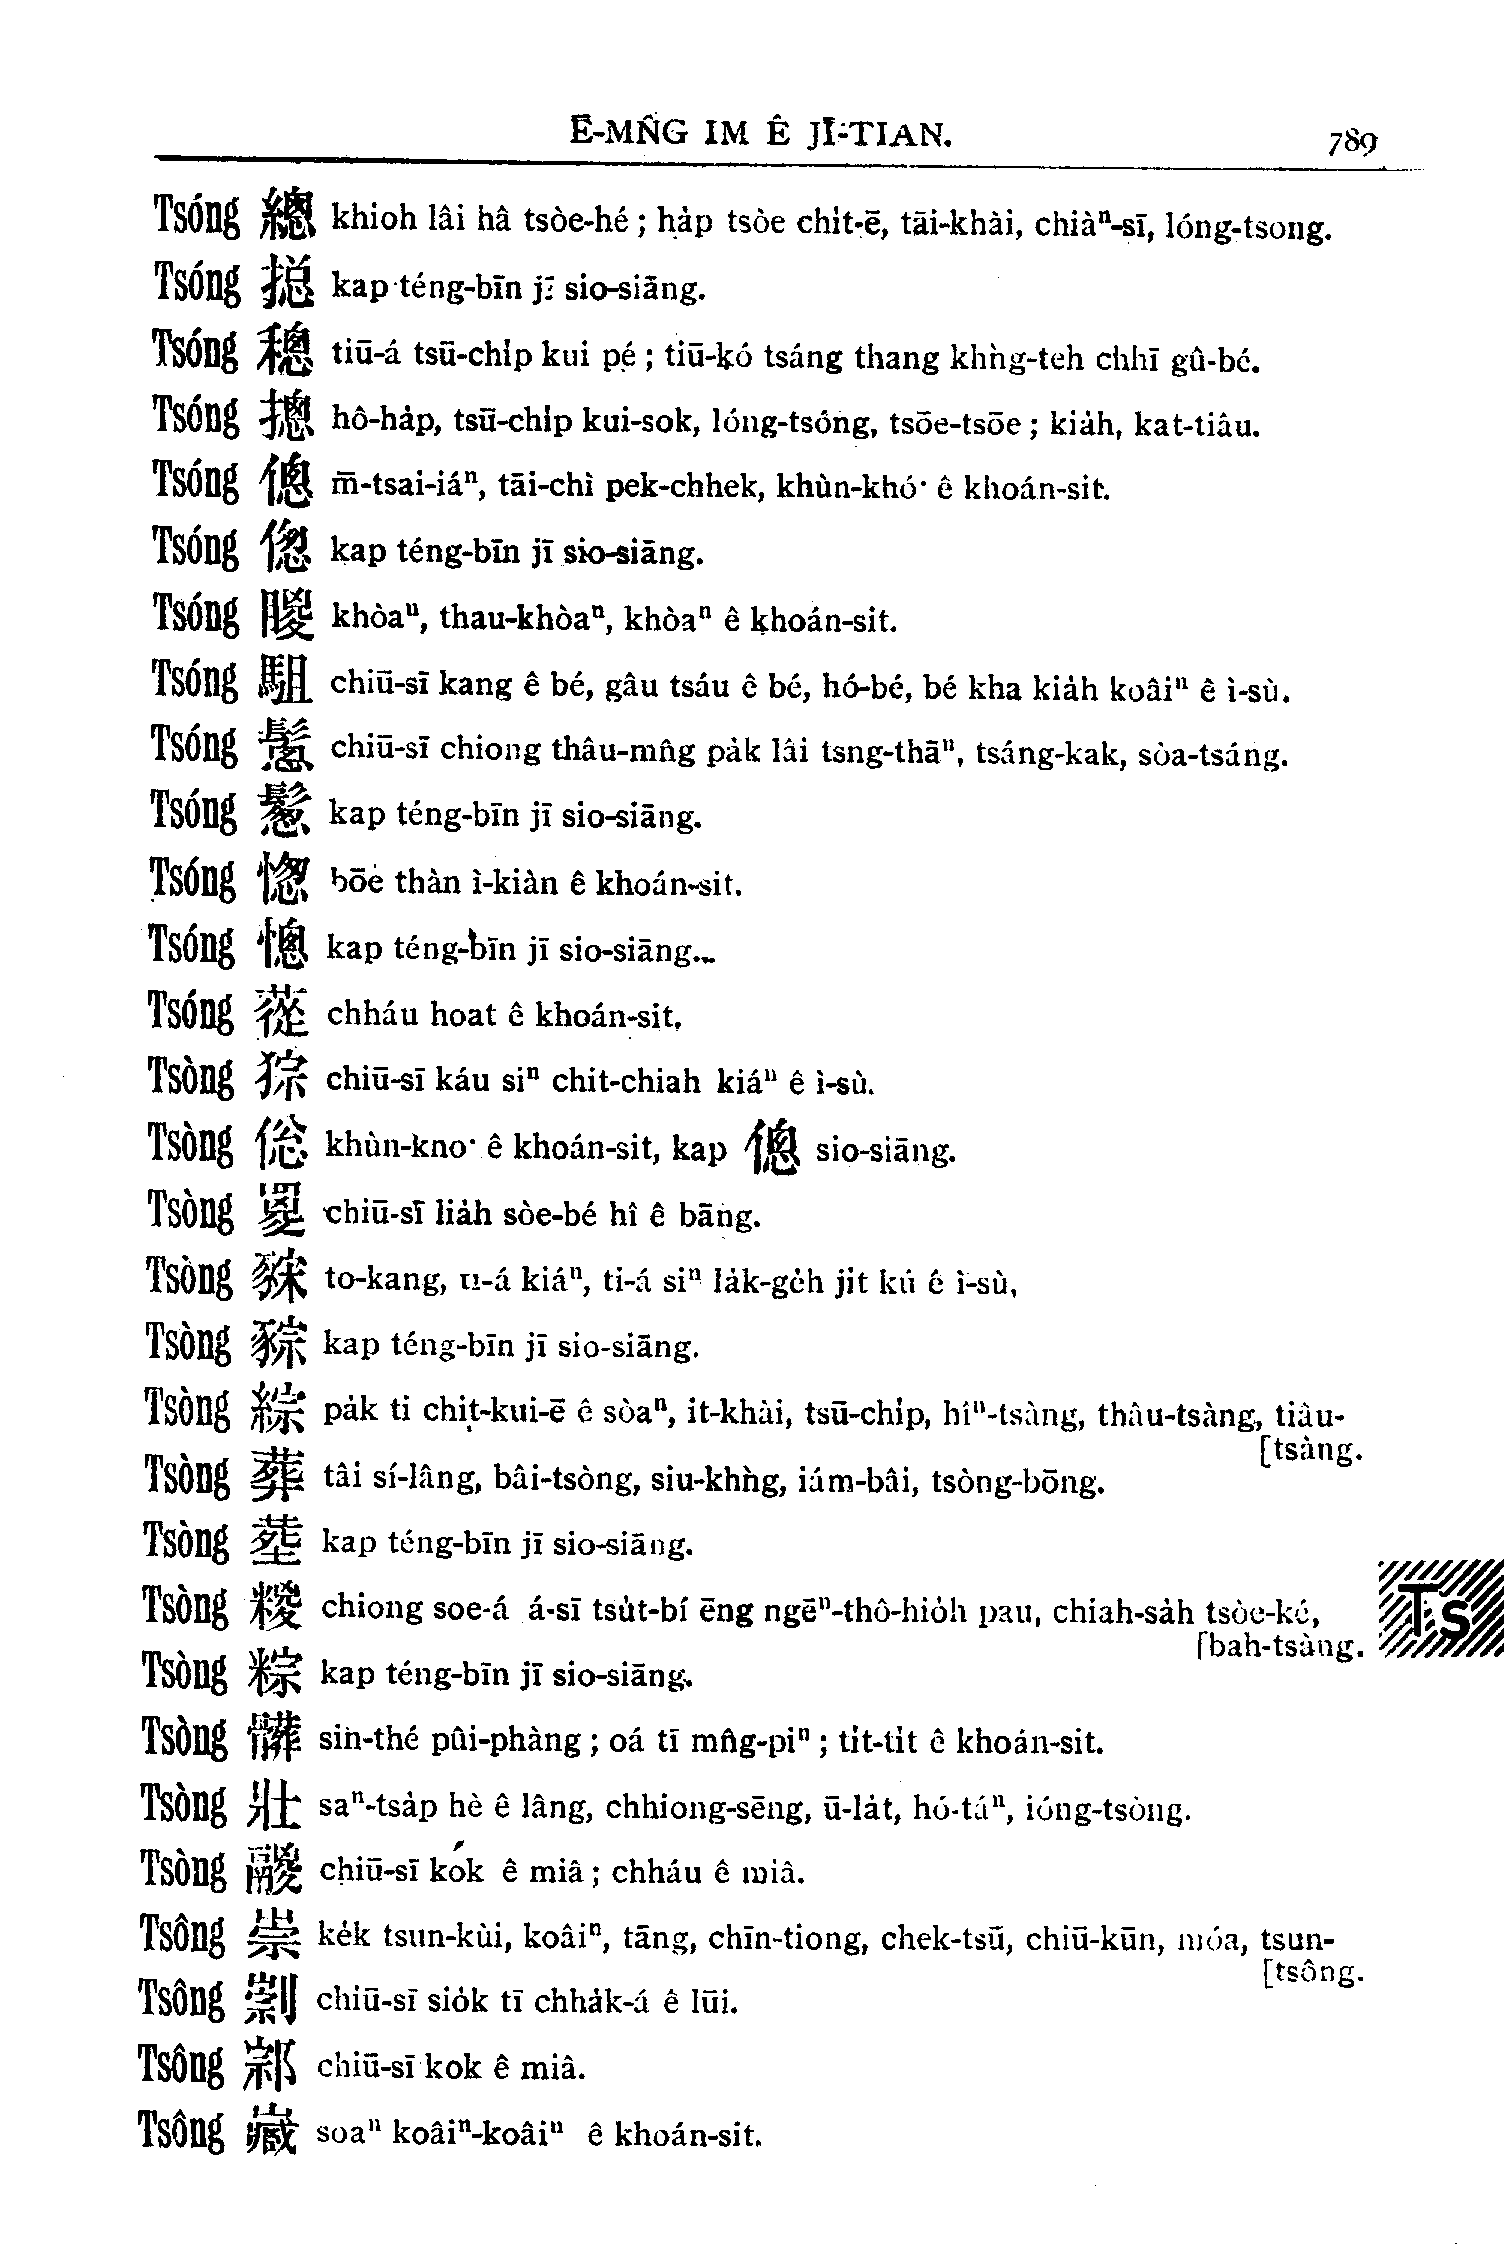 Ē-MN̂G IM Ê JĪ-TIAN.
789
Tsóng 總 khioh lâi hâ tsòe-hé; ha̍p tsòe chi̍t-ē, tāi-khài, chiàⁿ-sī, lóng-tsong.
Tsóng 摠 kap téng-bīn jī sio-siāng.
Tsóng 穗 tiū-á tsū-chi̍p kui pé; tiū-kó tsáng thang khǹg-teh chhī gû-bé.
Tsóng 摠 hô-ha̍p, tsū-chi̍p kui-sok, lóng-tsóng, tsōe-tsōe; kia̍h, kat-tiâu.
Tsóng 傯 m̄-tsai-iáⁿ, tāi-chì pek-chhek, khùn-khó͘ ê khoán-sit.
Tsóng 偬 kap téng-bīn jī sio-siāng.
Tsóng khòaⁿ, thau-khòaⁿ, khòaⁿ ê khoán-sit.
Tsóng 駔 chiū-sī kang ê bé, gâu tsáu ê bé, hó-bé, bé kha kia̍h koâiⁿ ê ì-sù.
Tsóng chiū-sī chiong thâu-mn̂g pa̍k lâi tsng-thāⁿ, tsáng-kak, sòa-tsáng.
Tsóng kap téng-bīn jī sio-siāng.
Tsóng 惚 bōe thàn ì-kiàn ê khoán-sit.
Tsóng 憁 kap téng-bīn jī sio-siāng.
Tsóng 蓯 chháu hoat ê khoán-sit.
Tsòng 猔 chiū-sī káu siⁿ chit-chiah kiáⁿ ê ì-sù.
Tsòng 倊 khùn-kho͘ ê khoán-sit, kap 傯 sio-siāng.
Tsòng 罭 chiū-sī lia̍h sòe-bé hî ê bāng.
Tsòng to-kang, ti-á kiáⁿ, ti-á siⁿ la̍k-ge̍h jit kú ê ì-sù,
Tsòng 豵 kap téng-bīn jī sio-siāng.
Tsòng 綜 pa̍k ti chi̍t-kui-ē ê sòaⁿ, it-khài, tsū-chi̍p, hîⁿ-tsàng, thâu-tsàng, tiâu-
[tsàng.
Tsòng 葬 tâi sí-lâng, bâi-tsòng, siu-khǹg, iám-bâi, tsòng-bōng.
Tsòng 塟 kap téng-bīn jī sio-siāng.
Tsòng 糉 chiong soe-á á-sī tsu̍t-bí ēng ngēⁿ-thô-hio̍h pau, chiah-sa̍h tsòe-ké,
[bah-tsàng.
Tsòng 粽 kap téng-bīn jī sio-siāng.
Tsòng 髒 sin-thé pûi-phàng; oá tī mn̂g-piⁿ; ti̍t-ti̍t ê khoán-sit.
Tsòng 壯 saⁿ-tsa̍p hè ê lâng, chhiong-sēng, ū-la̍t, hó-táⁿ, ióng-tsòng.
Tsòng 鬷 chiū-sī kok ê miâ; chháu ê miâ.
Tsông 崇 ke̍k tsun-kùi, koâiⁿ, tāng, chīn-tiong, chek-tsū, chiū-kūn, móa, tsun-
[tsông.
Tsông 剘 chiū-sī sio̍k tī chha̍k-á ê lūi.
Tsông 䣝 chiū-sī kok ê miâ.
Tsông soaⁿ koâiⁿ-koâiⁿ ê khoán-sit.
Ts